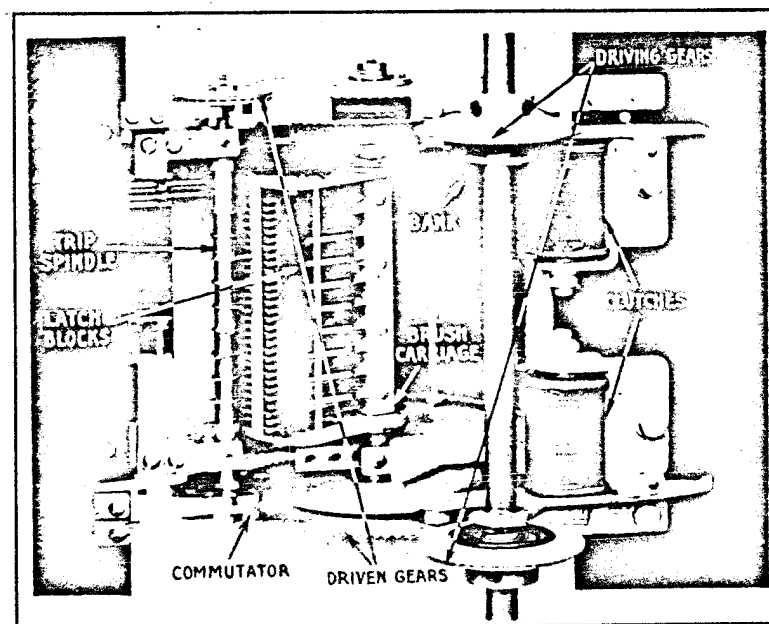 DRIVING GEARS
BANK
TRIP
SPINDLE
CLUTCHES
LATCH
BLOCKS
BRUSH
CARRIAGE
COMMUTATOR
DRIVEN GEARS